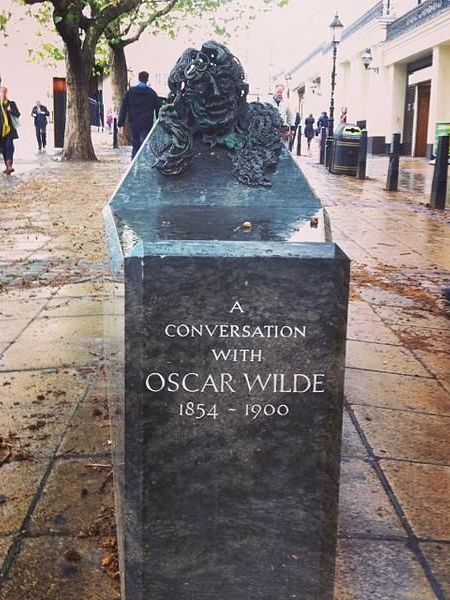 A
CONVERSATION
WITH
OSCAR WILDE
1854 ~ 1900